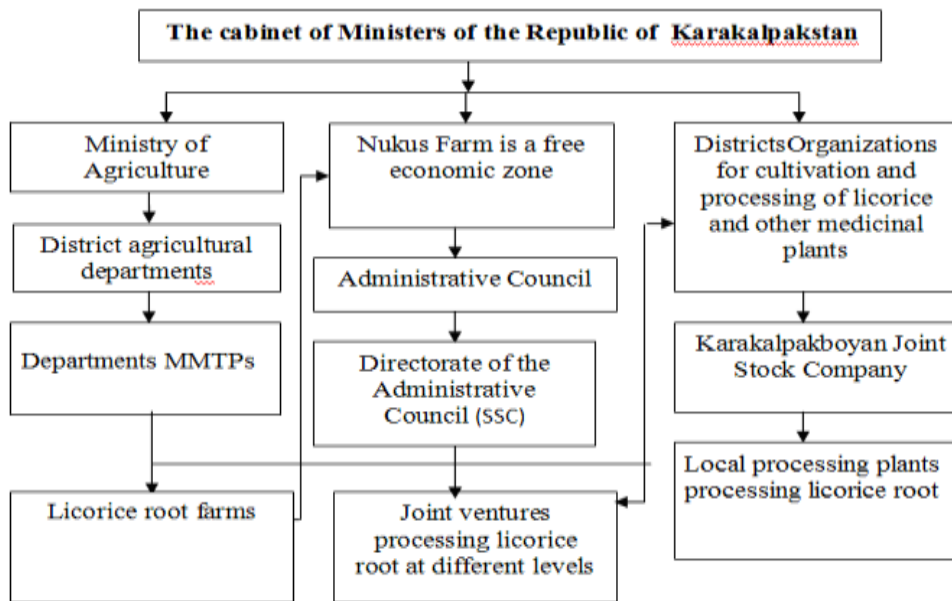 The cabinet of Ministers of the Republic of Karakalpakstan
Ministry of
Agriculture
Nukus Farm is a free
economic zone
DistrictsOrganizations
for cultivation and
processing of licorice
and other medicinal
plants
District agricultural
departments
Administrative Council
Departments MMTPs
Directorate of the
Administrative
Council (SSC)
Karakalpakboyan Joint
Stock Company
Licorice root farms
Joint ventures
processing licorice
root at different levels
Local processing plants
processing licorice root